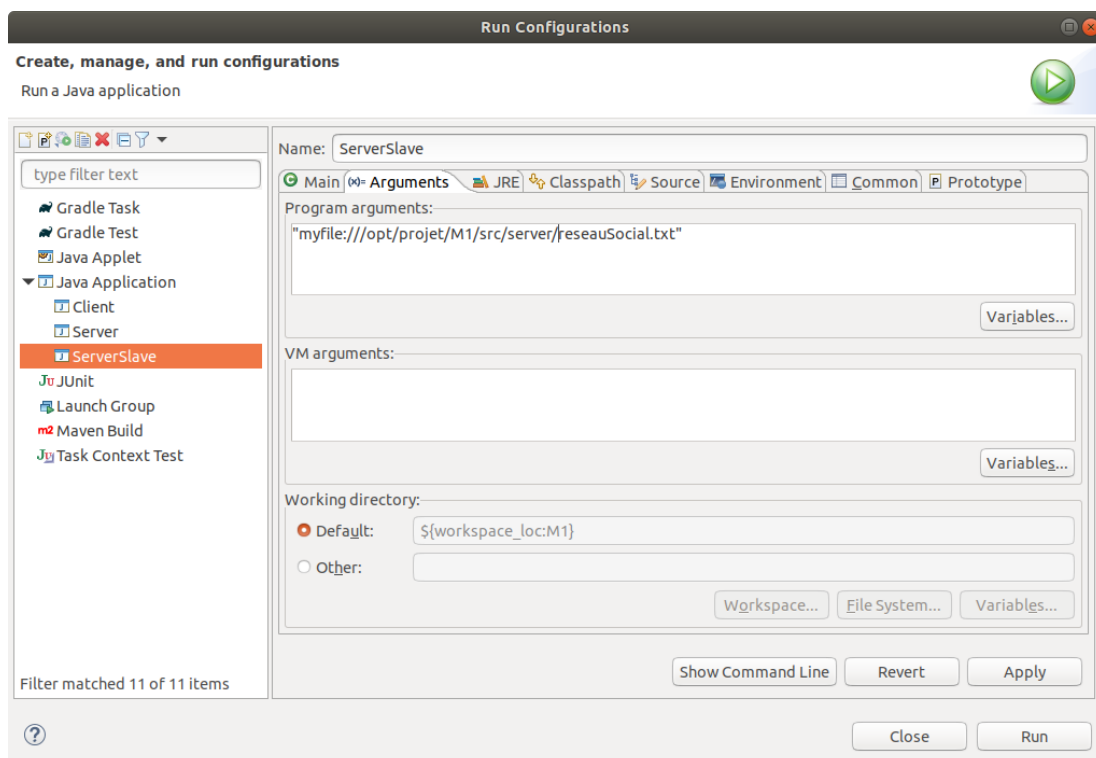 Run Configurations
Create, manage, and run configurations
Run a Java application
type filter text
Gradle Task
Gradle Test
Java Applet
Java Application
Client
Server
ServerSlave
JUnit
Launch Group
Maven Build
Task Context Test
Filter matched 11 of 11 items
Name: ServerSlave
Main (x)= Arguments JRE Classpath Source Environment Common Prototype
Program arguments:
"myfile:///opt/projet/M1/src/server/reseauSocial.txt"
Variables...
VM arguments:
Variables...
Working directory:
Default: ${workspace_loc:M1}
Other:
Workspace... File System... Variables...
Show Command Line Revert Apply
? Close Run